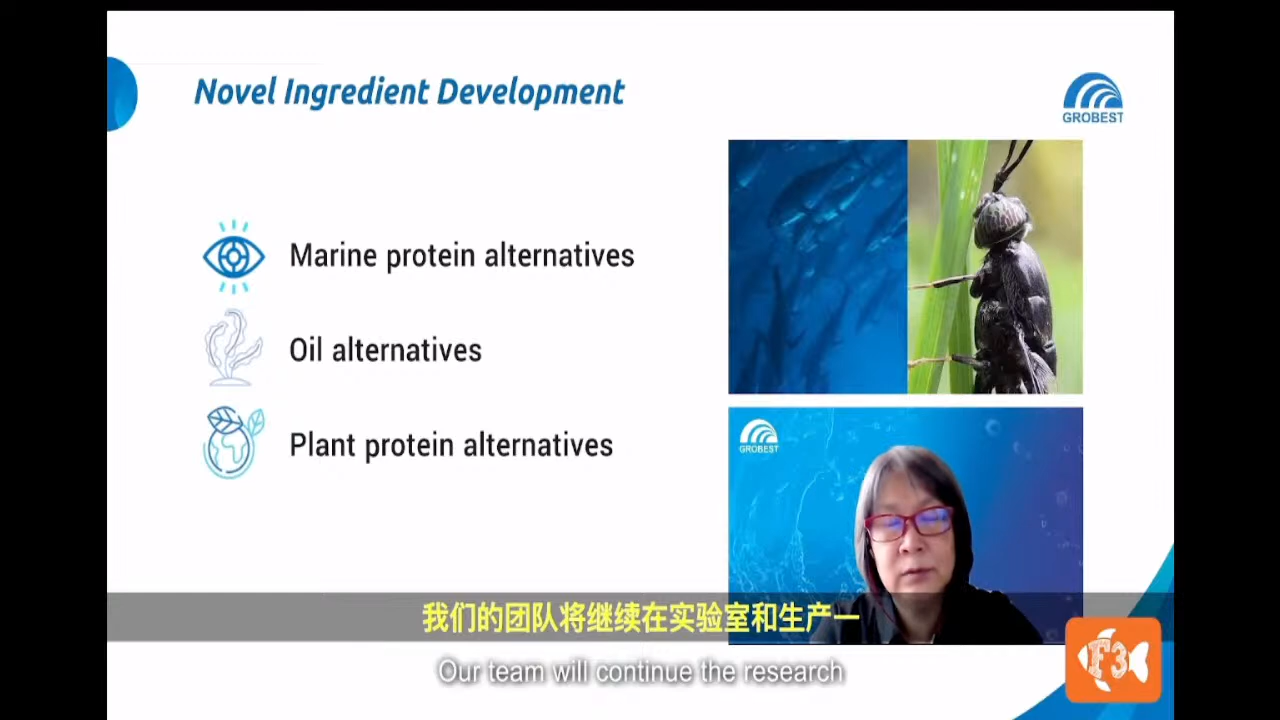 Novel Ingredient Development
GROBEST
Marine protein alternatives
Oil alternatives
Plant protein alternatives
GROBEST
我们的团队将继续在实验室和生产一
Our team will continue the research
F3